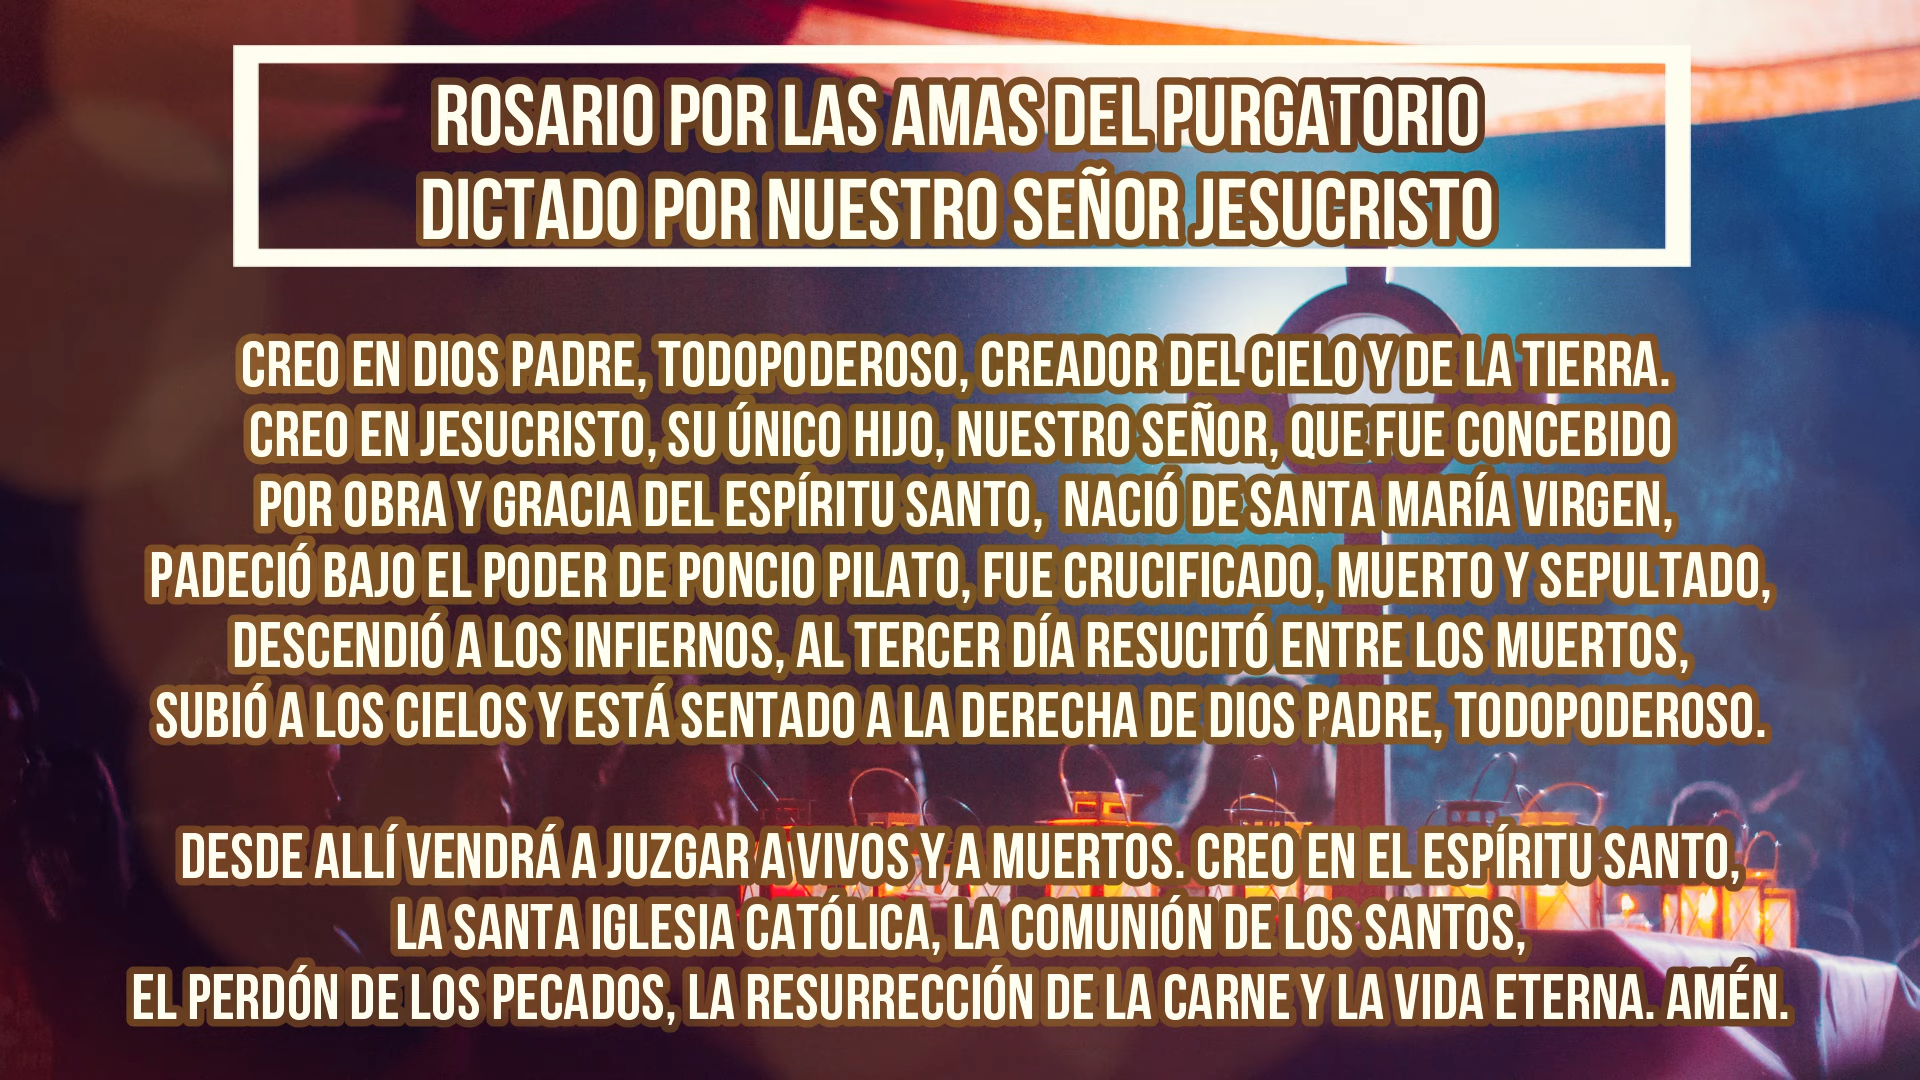 ROSARIO POR LAS AMAS DEL PURGATORIO
DICTADO POR NUESTRO SEÑOR JESUCRISTO
CREO EN DIOS PADRE, TODOPODEROSO, CREADOR DEL CIELO Y DE LA TIERRA.
CREO EN JESUCRISTO, SU ÚNICO HIJO, NUESTRO SEÑOR, QUE FUE CONCEBIDO
POR OBRA Y GRACIA DEL ESPÍRITU SANTO, NACIÓ DE SANTA MARÍA VIRGEN,
PADECIÓ BAJO EL PODER DE PONCIO PILATO, FUE CRUCIFICADO, MUERTO Y SEPULTADO,
DESCENDIÓ A LOS INFIERNOS, AL TERCER DÍA RESUCITÓ ENTRE LOS MUERTOS,
SUBIÓ A LOS CIELOS Y ESTÁ SENTADO A LA DERECHA DE DIOS PADRE, TODOPODEROSO.
DESDE ALLÍ VENDRÁ A JUZGAR A VIVOS Y A MUERTOS. CREO EN EL ESPÍRITU SANTO,
LA SANTA IGLESIA CATÓLICA, LA COMUNIÓN DE LOS SANTOS,
EL PERDÓN DE LOS PECADOS, LA RESURRECCIÓN DE LA CARNE Y LA VIDA ETERNA. AMÉN.